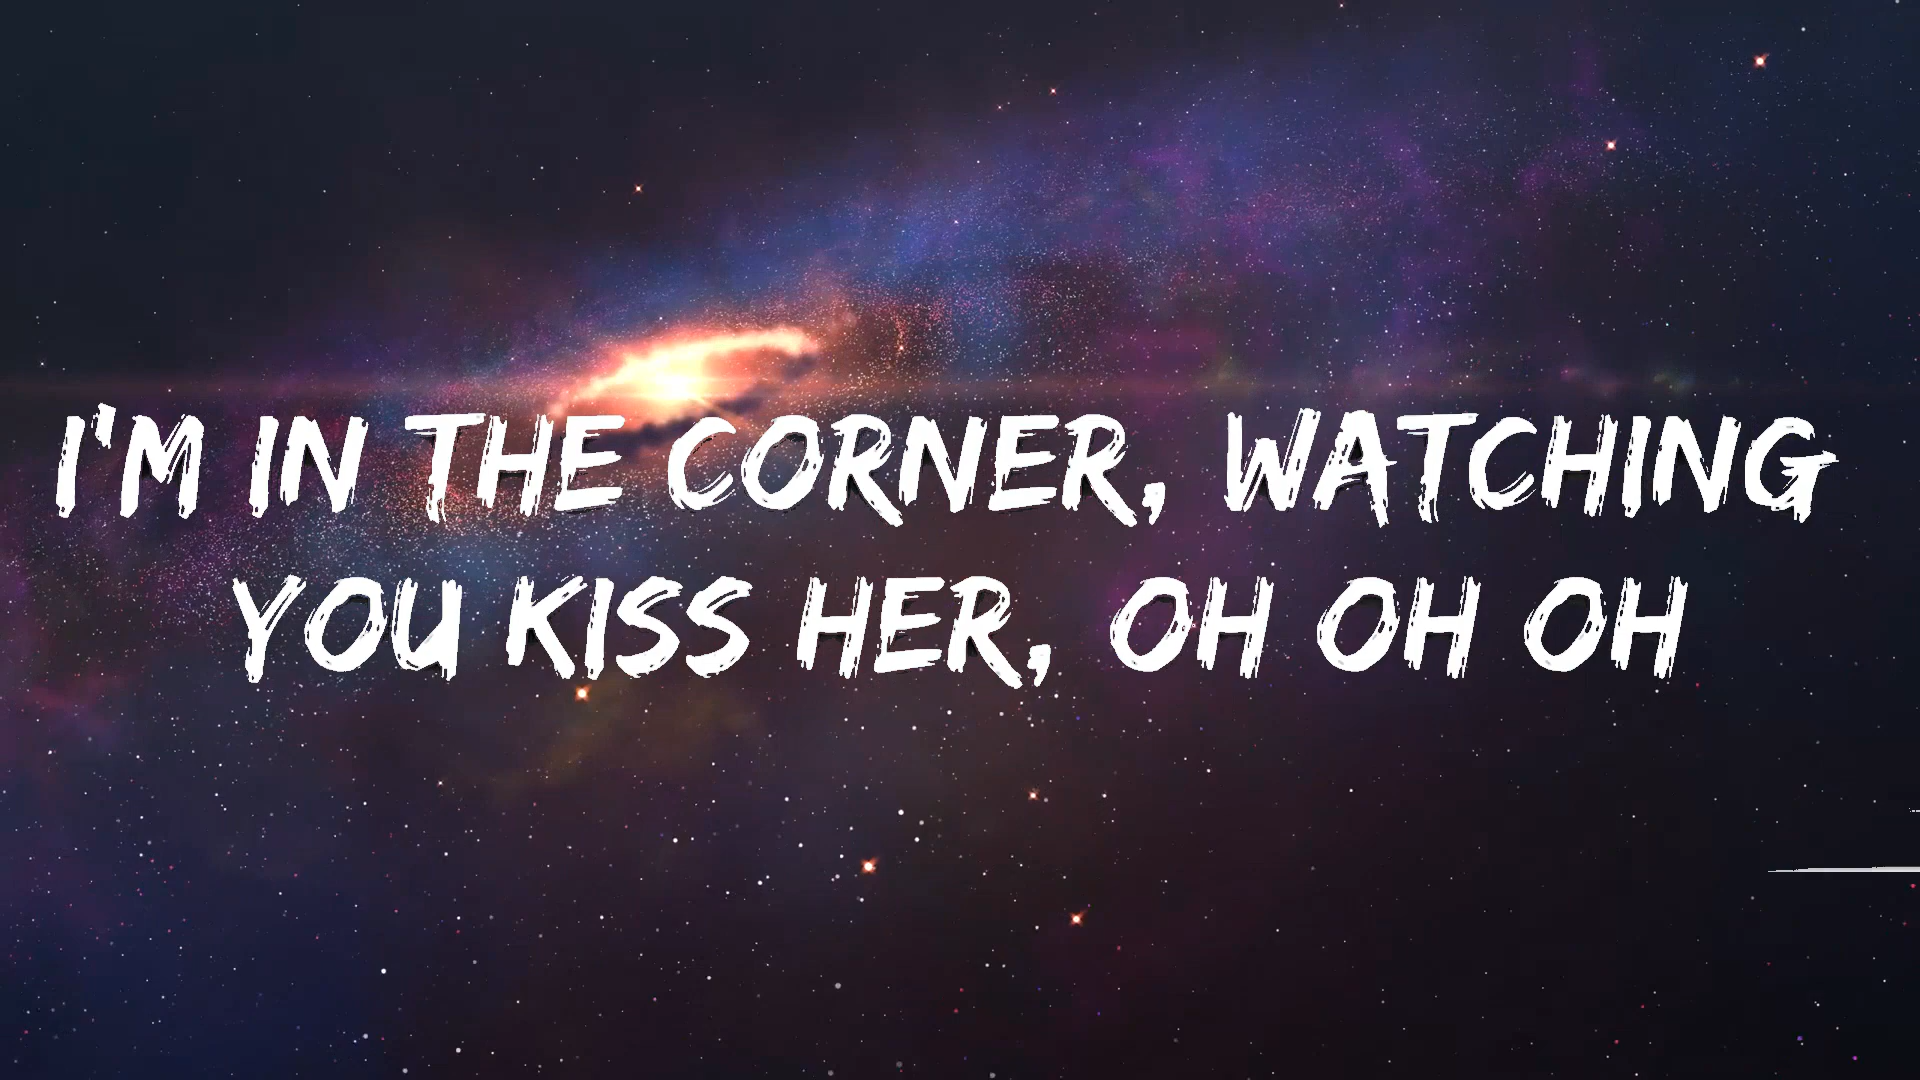 I'M IN THE CORNER, WATCHING
YOU KISS HER, OH OH OH